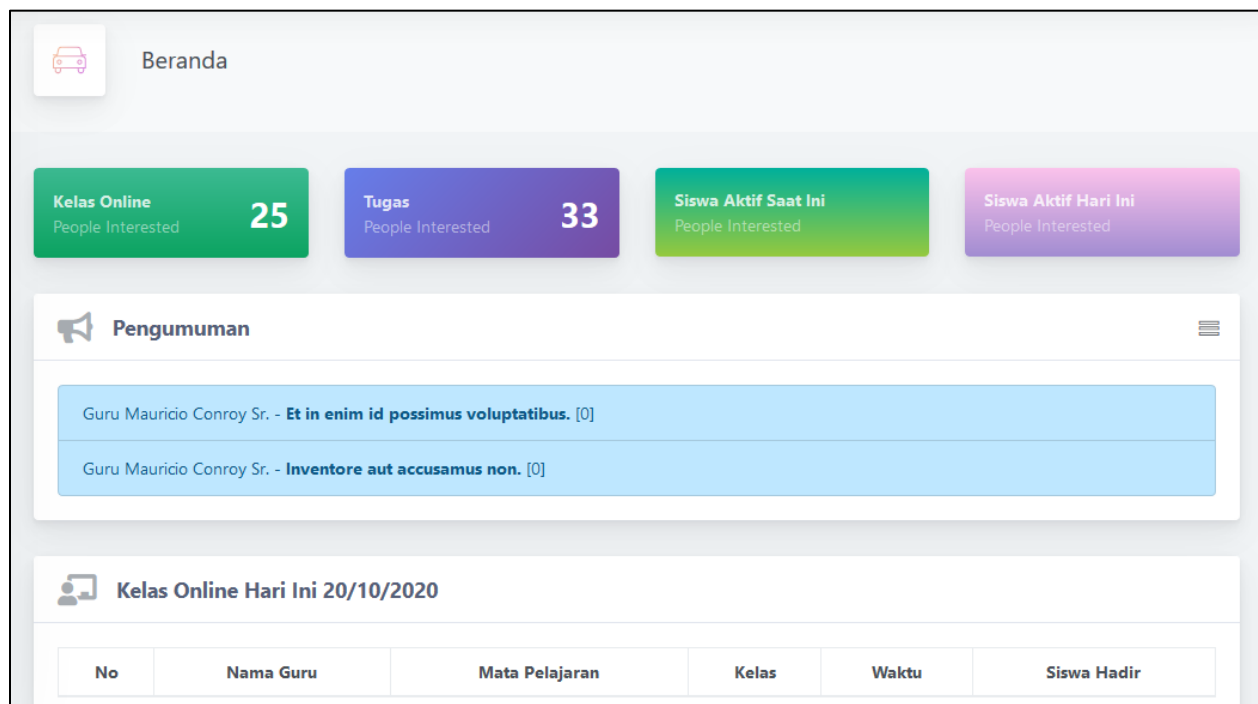 Beranda
Kelas Online
People Interested
25
Tugas
People Interested
33
Siswa Aktif Saat Ini
People Interested
Siswa Aktif Hari Ini
People Interested
Pengumuman
Guru Mauricio Conroy Sr. - Et in enim id possimus voluptatibus. [0]
Guru Mauricio Conroy Sr. - Inventore aut accusamus non. [0]
Kelas Online Hari Ini 20/10/2020
No Nama Guru Mata Pelajaran Kelas Waktu Siswa Hadir